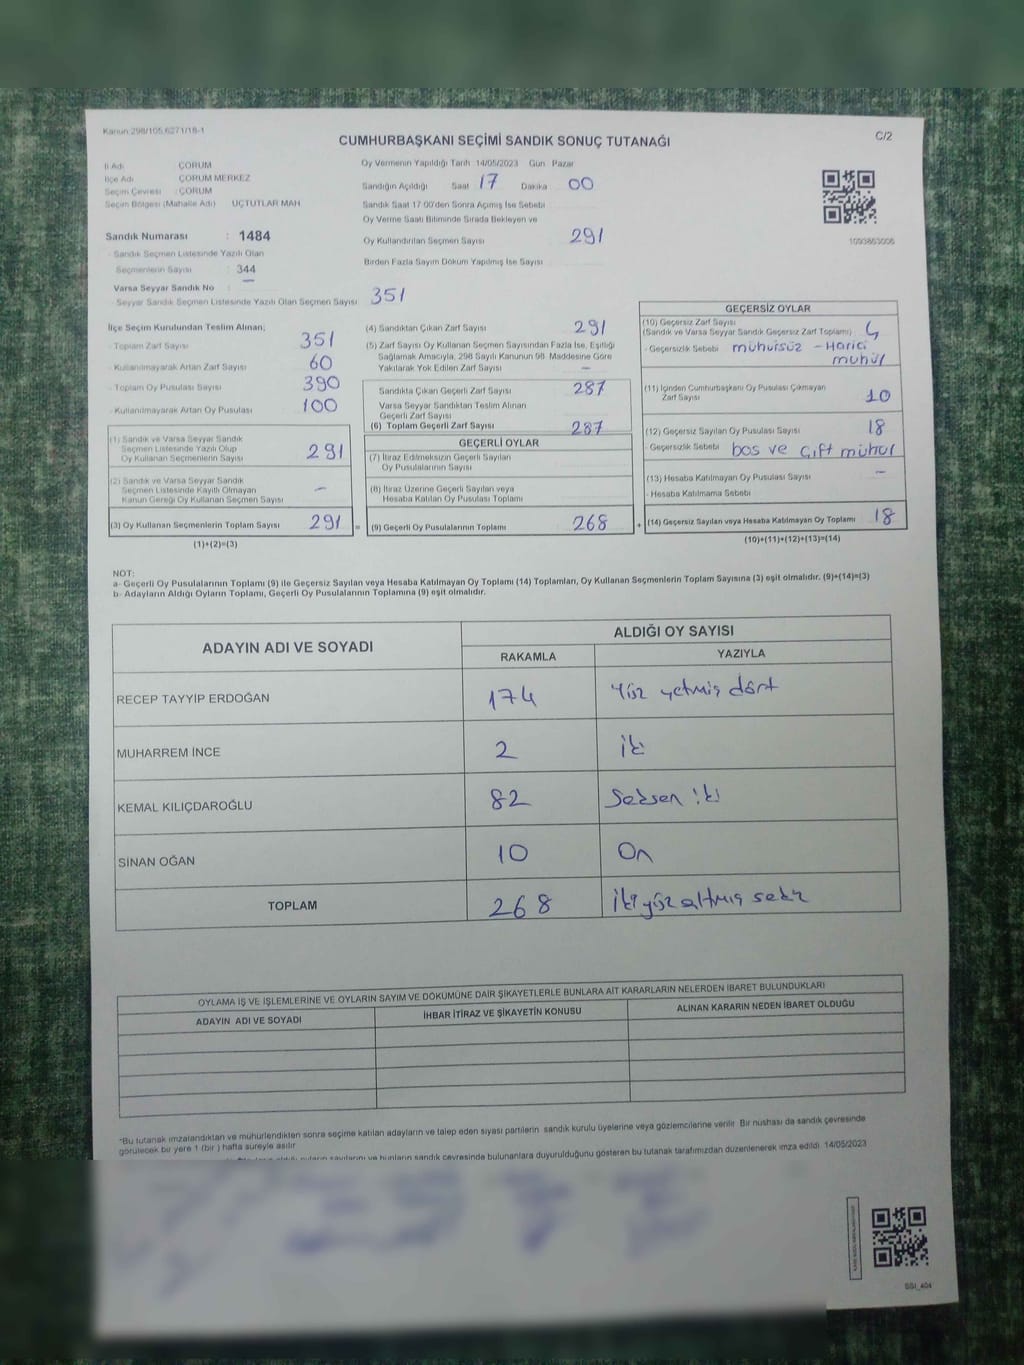 Kanun 298/105,6271/18-1
CUMHURBAŞKANI SEÇİMİ SANDIK SONUÇ TUTANAĞI
C/2
İl Adı : ÇORUM
İlçe Adı : ÇORUM MERKEZ
Seçim Çevresi : ÇORUM
Seçim Bölgesi (Mahalle Adı) : ÜÇTUTLAR MAH
Sandık Numarası : 1484
- Sandık Seçmen Listesinde Yazılı Olan
Seçmenlerin Sayısı : 344
Varsa Seyyar Sandık No : —
- Seyyar Sandık Seçmen Listesinde Yazılı Olan Seçmen Sayısı 351
Oy Vermenin Yapıldığı Tarih 14/05/2023 Gün Pazar
Sandığın Açıldığı Saat 17 Dakika 00
Sandık Saat 17:00'den Sonra Açılmış İse Sebebi
Oy Verme Saati Bitiminde Sırada Bekleyen ve
Oy Kullandırılan Seçmen Sayısı 291
Birden Fazla Sayım Döküm Yapılmış İse Sayısı
1093863006
İlçe Seçim Kurulundan Teslim Alınan;
- Toplam Zarf Sayısı 351
- Kullanılmayarak Artan Zarf Sayısı 60
- Toplam Oy Pusulası Sayısı 390
- Kullanılmayarak Artan Oy Pusulası 100
(1) Sandık ve Varsa Seyyar Sandık
Seçmen Listesinde Yazılı Olup
Oy Kullanan Seçmenlerin Sayısı 291
(2) Sandık ve Varsa Seyyar Sandık
Seçmen Listesinde Kayıtlı Olmayan
Kanun Gereği Oy Kullanan Seçmen Sayısı —
(3) Oy Kullanan Seçmenlerin Toplam Sayısı 291 =
(1)+(2)=(3)
(4) Sandıktan Çıkan Zarf Sayısı 291
(5) Zarf Sayısı Oy Kullanan Seçmen Sayısından Fazla İse, Eşitliği
Sağlamak Amacıyla, 298 Sayılı Kanunun 98. Maddesine Göre
Yakılarak Yok Edilen Zarf Sayısı —
Sandıkta Çıkan Geçerli Zarf Sayısı 287
Varsa Seyyar Sandıktan Teslim Alınan
Geçerli Zarf Sayısı
(6) Toplam Geçerli Zarf Sayısı 287
GEÇERLİ OYLAR
(7) İtiraz Edilmeksizin Geçerli Sayılan
Oy Pusulalarının Sayısı
(8) İtiraz Üzerine Geçerli Sayılan veya
Hesaba Katılan Oy Pusulası Toplamı
(9) Geçerli Oy Pusulalarının Toplamı 268 +
GEÇERSİZ OYLAR
(10) Geçersiz Zarf Sayısı
(Sandık ve Varsa Seyyar Sandık Geçersiz Zarf Toplamı) 4
- Geçersizlik Sebebi mühürsüz - Harici
mühül
(11) İçinden Cumhurbaşkanı Oy Pusulası Çıkmayan
Zarf Sayısı 10
(12) Geçersiz Sayılan Oy Pusulası Sayısı 18
- Geçersizlik Sebebi bos ve çift mühül
(13) Hesaba Katılmayan Oy Pusulası Sayısı —
- Hesaba Katılmama Sebebi
(14) Geçersiz Sayılan veya Hesaba Katılmayan Oy Toplamı 18
(10)+(11)+(12)+(13)=(14)
NOT:
a- Geçerli Oy Pusulalarının Toplamı (9) ile Geçersiz Sayılan veya Hesaba Katılmayan Oy Toplamı (14) Toplamları, Oy Kullanan Seçmenlerin Toplam Sayısına (3) eşit olmalıdır. (9)+(14)=(3)
b- Adayların Aldığı Oyların Toplamı, Geçerli Oy Pusulalarının Toplamına (9) eşit olmalıdır.
ADAYIN ADI VE SOYADI
ALDIĞI OY SAYISI
RAKAMLA YAZIYLA
RECEP TAYYİP ERDOĞAN 174 Yüz yetmiş dört
MUHARREM İNCE 2 İki
KEMAL KILIÇDAROĞLU 82 Seksen iki
SİNAN OĞAN 10 On
TOPLAM 268 İki yüz altmış sekiz
OYLAMA İŞ VE İŞLEMLERİNE VE OYLARIN SAYIM VE DÖKÜMÜNE DAİR ŞİKAYETLERLE BUNLARA AİT KARARLARIN NELERDEN İBARET BULUNDUKLARI
ADAYIN ADI VE SOYADI İHBAR İTİRAZ VE ŞİKAYETİN KONUSU ALINAN KARARIN NEDEN İBARET OLDUĞU
*Bu tutanak imzalandıktan ve mühürlendikten sonra seçime katılan adayların ve talep eden siyasi partilerin sandık kurulu üyelerine veya gözlemcilerine verilir. Bir nüshası da sandık çevresinde
görülecek bir yere 1 (bir ) hafta süreyle asılır.
oyların sayılarını ve bunların sandık çevresinde bulunanlara duyurulduğunu gösteren bu tutanak tarafımızdan düzenlenerek imza edildi. 14/05/2023
SSİ_404